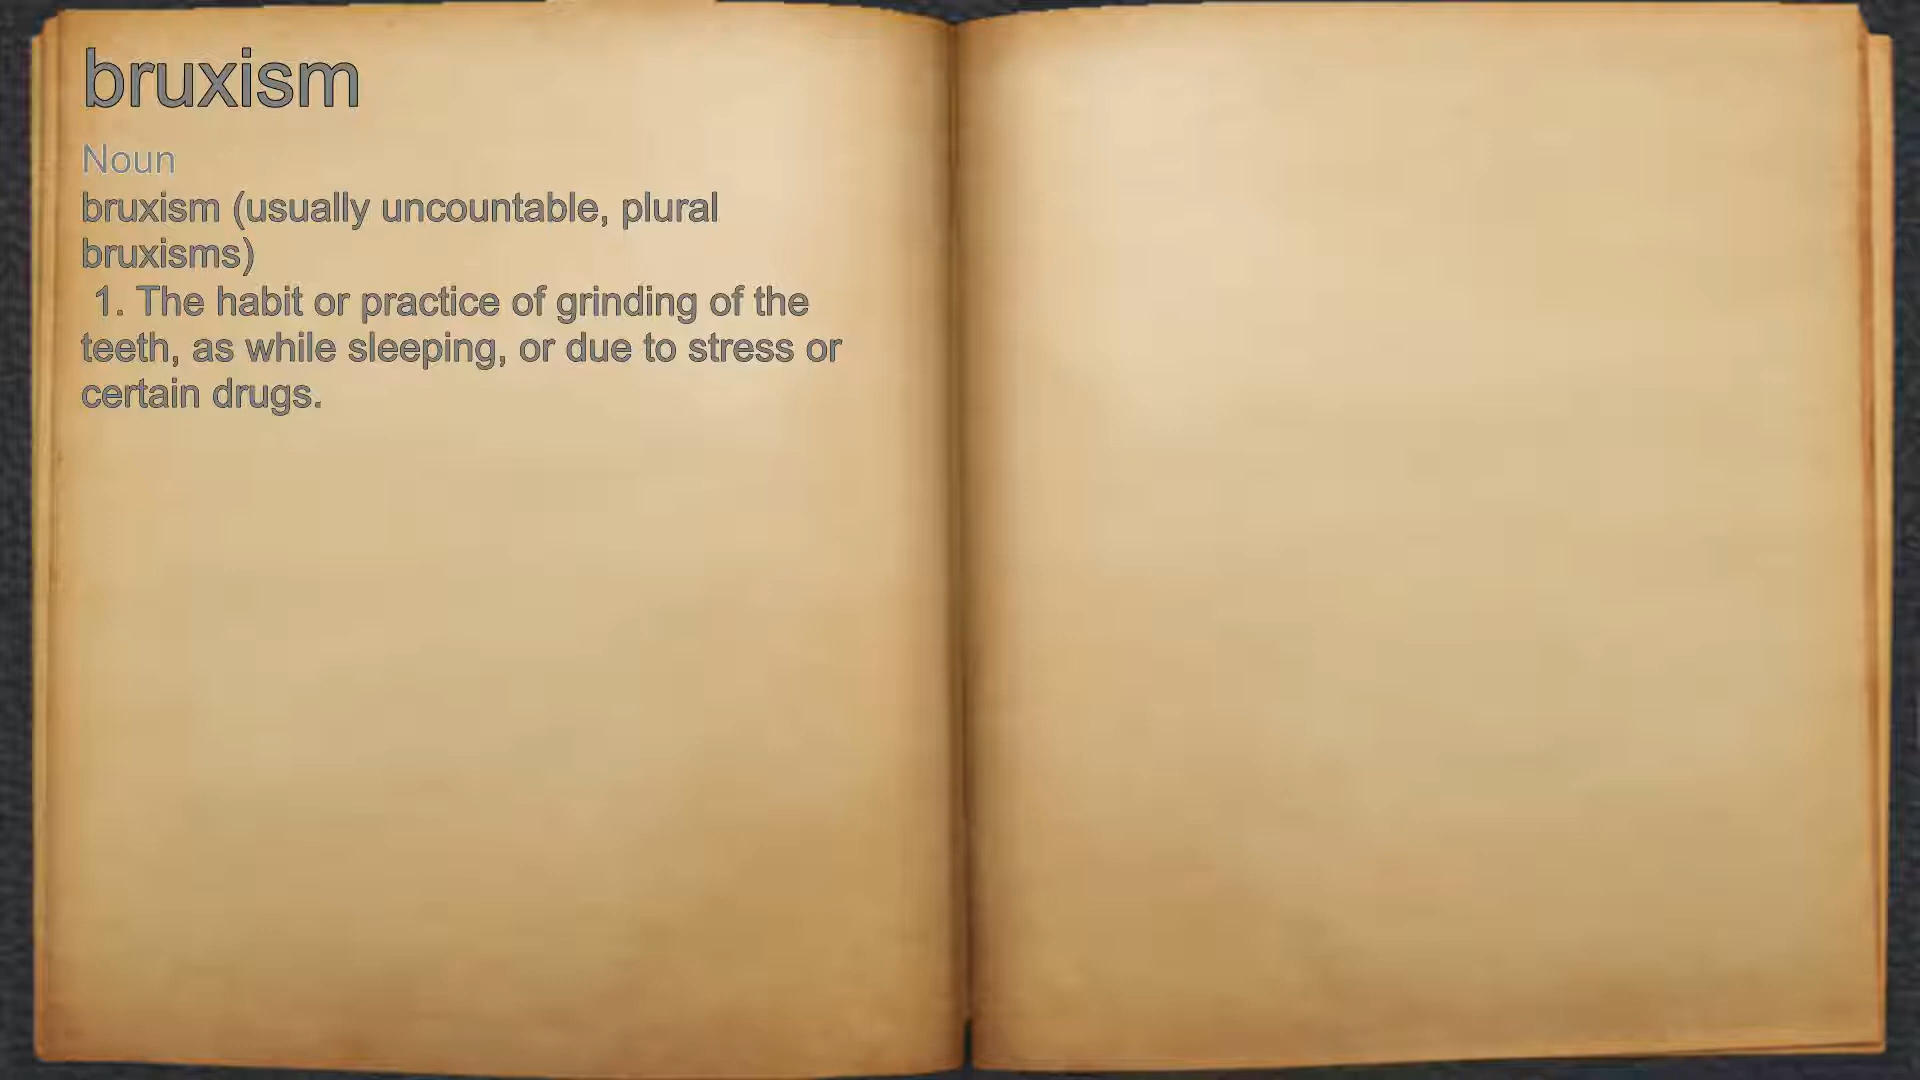 bruxism
Noun
bruxism (usually uncountable, plural
bruxisms)
1. The habit or practice of grinding of the
teeth, as while sleeping, or due to stress or
certain drugs.